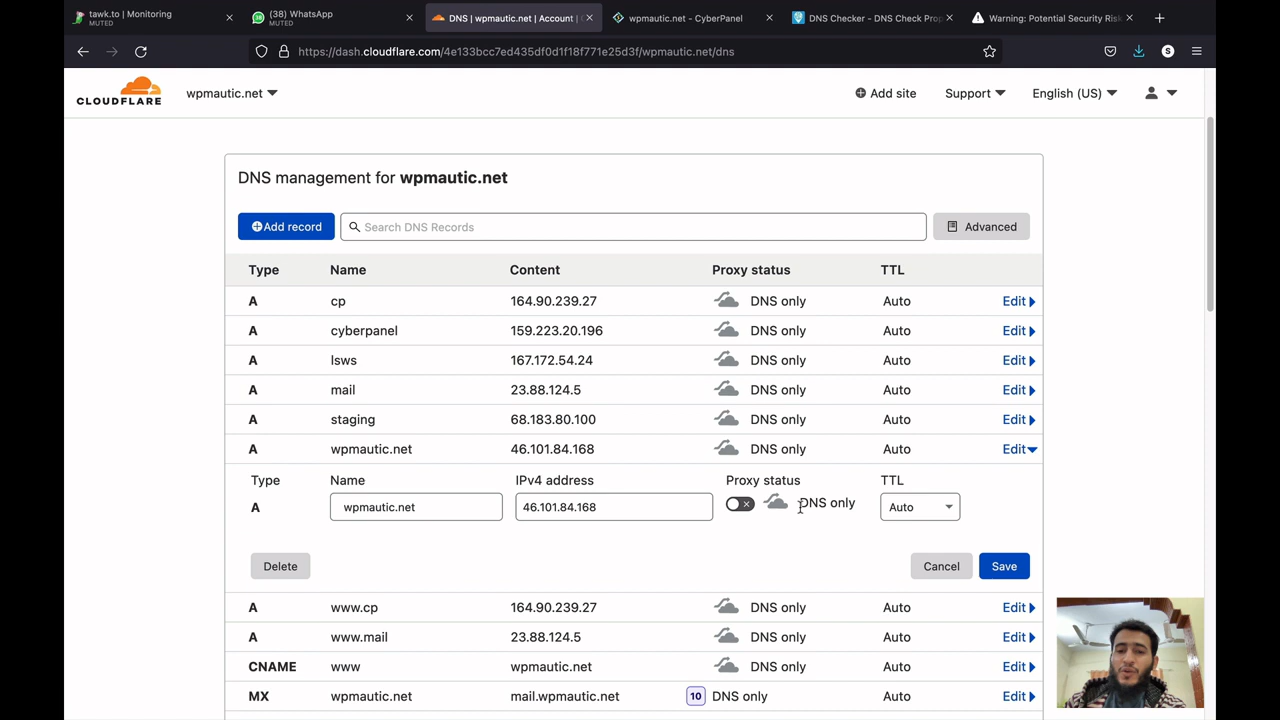 tawk.to | Monitoring
MUTED
(38) WhatsApp
MUTED
DNS | wpmautic.net | Account |
wpmautic.net - CyberPanel
DNS Checker - DNS Check Pro
Warning: Potential Security Ris
https://dash.cloudflare.com/4e133bcc7ed435df0d1f18f771e25d3f/wpmautic.net/dns
S
CLOUDFLARE
wpmautic.net
Add site
Support
English (US)
DNS management for wpmautic.net
Add record
Search DNS Records
Advanced
Type Name Content Proxy status TTL
A cp 164.90.239.27 DNS only Auto Edit
A cyberpanel 159.223.20.196 DNS only Auto Edit
A lsws 167.172.54.24 DNS only Auto Edit
A mail 23.88.124.5 DNS only Auto Edit
A staging 68.183.80.100 DNS only Auto Edit
A wpmautic.net 46.101.84.168 DNS only Auto Edit
Type Name IPv4 address Proxy status TTL
A wpmautic.net 46.101.84.168 DNS only Auto
Delete Cancel Save
A www.cp 164.90.239.27 DNS only Auto Edit
A www.mail 23.88.124.5 DNS only Auto Edit
CNAME www wpmautic.net DNS only Auto Edit
MX wpmautic.net mail.wpmautic.net 10 DNS only Auto Edit